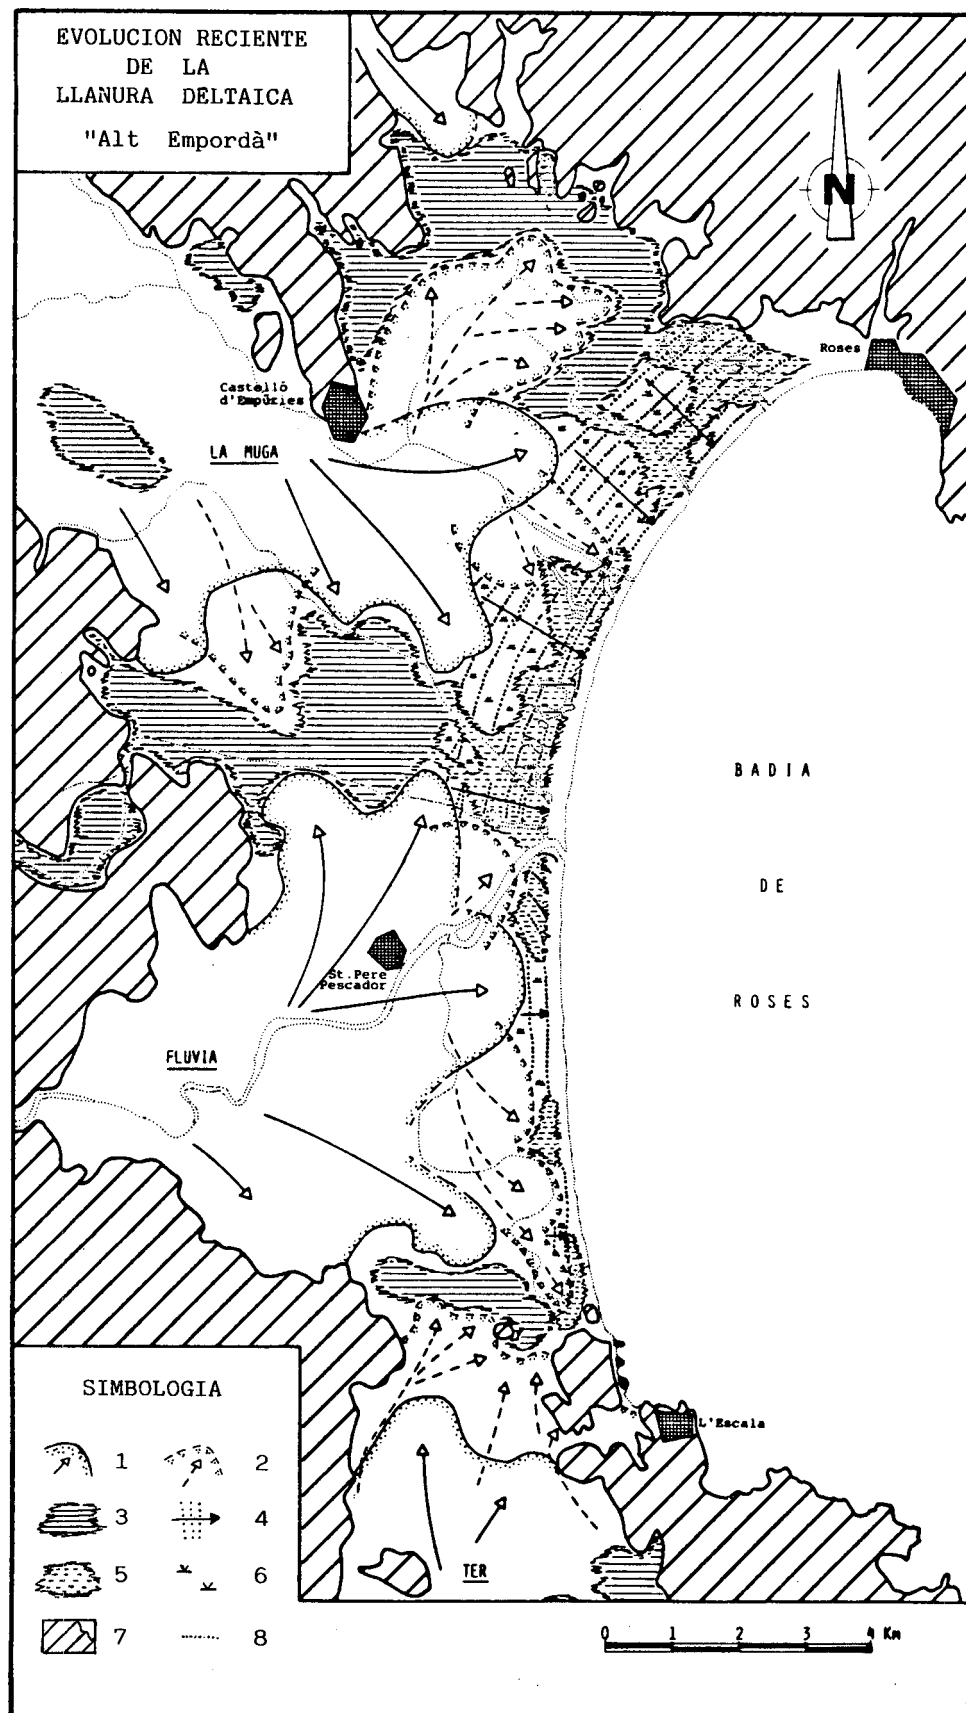 EVOLUCION RECIENTE
DE LA
LLANURA DELTAICA
"Alt Empordà"
N
Roses
Castelló
d'Empúries
LA MUGA
BADIA
DE
ROSES
St.Pere
Pescador
FLUVIA
L'Escala
TER
SIMBOLOGIA
1 2
3 4
5 6
7 8
0 1 2 3 4 Km